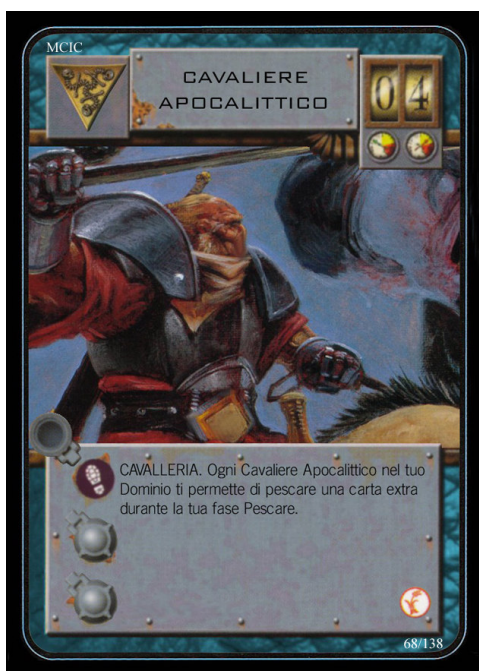 MCIC
CAVALIERE
APOCALITTICO
04
CAVALLERIA. Ogni Cavaliere Apocalittico nel tuo
Dominio ti permette di pescare una carta extra
durante la tua fase Pescare.
68/138